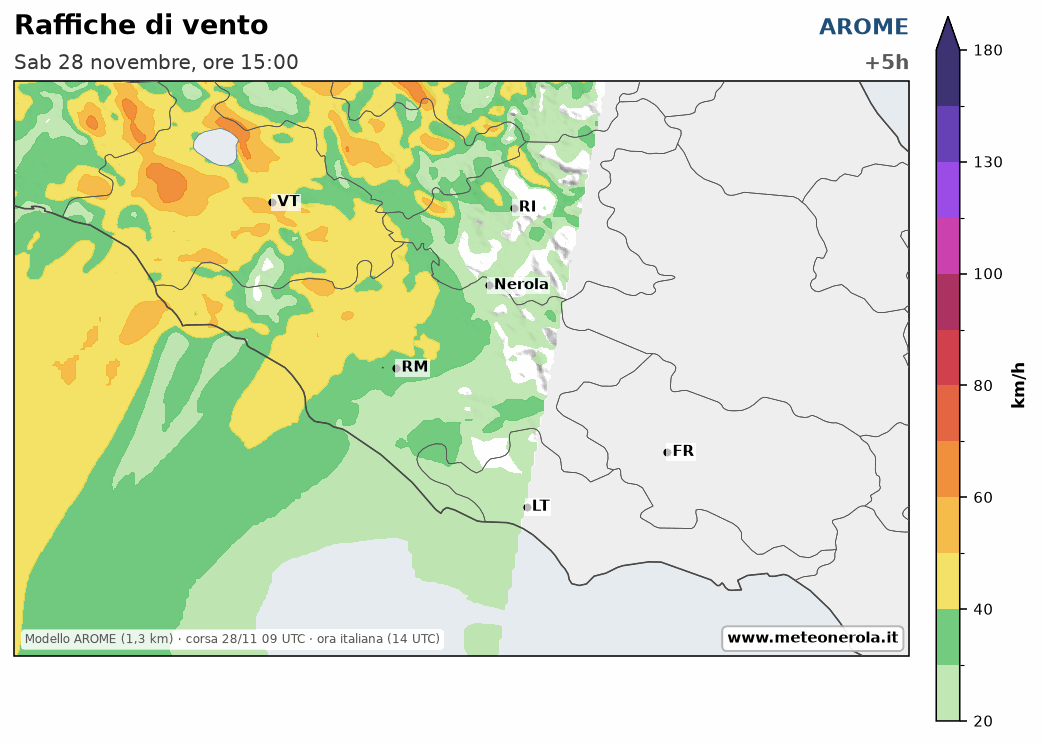 Raffiche di vento
AROME
Sab 28 novembre, ore 15:00
+5h
180
130
100
80
60
40
20
km/h
VT
RI
Nerola
RM
FR
LT
Modello AROME (1,3 km) · corsa 28/11 09 UTC · ora italiana (14 UTC)
www.meteonerola.it